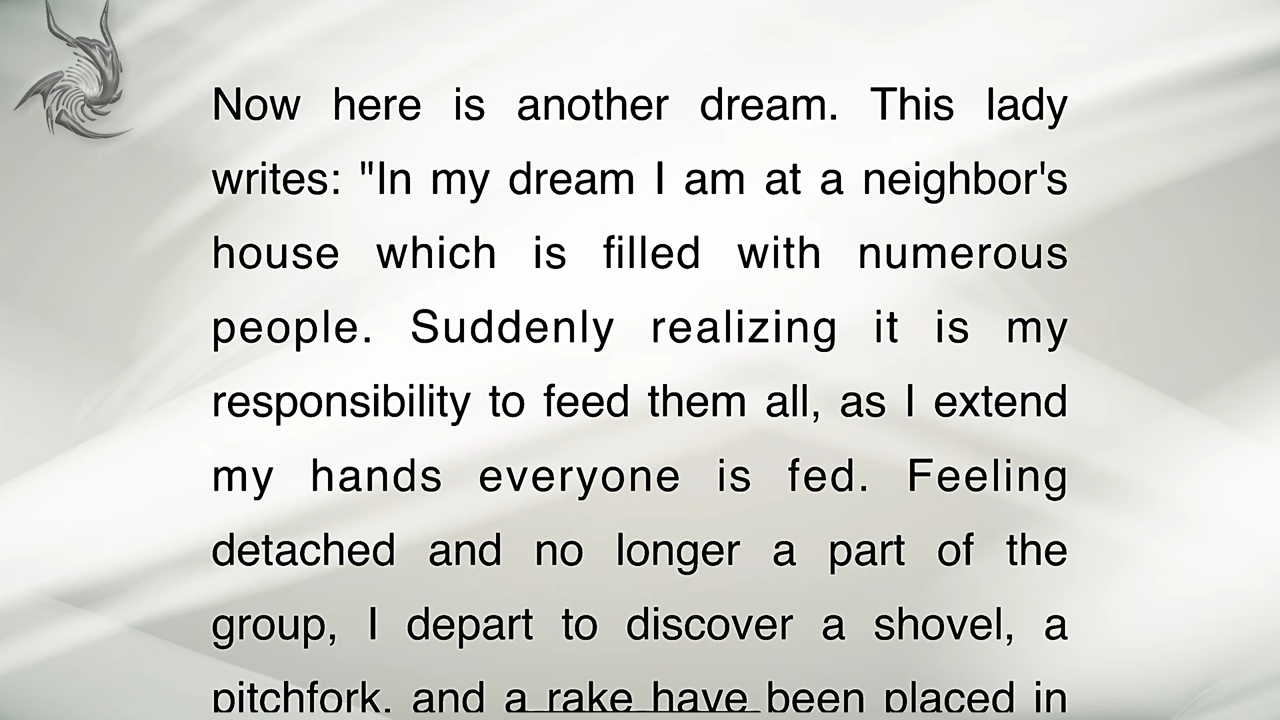 Now here is another dream. This lady
writes: "In my dream I am at a neighbor's
house which is filled with numerous
people. Suddenly realizing it is my
responsibility to feed them all, as I extend
my hands everyone is fed. Feeling
detached and no longer a part of the
group, I depart to discover a shovel, a
pitchfork, and a rake have been placed in